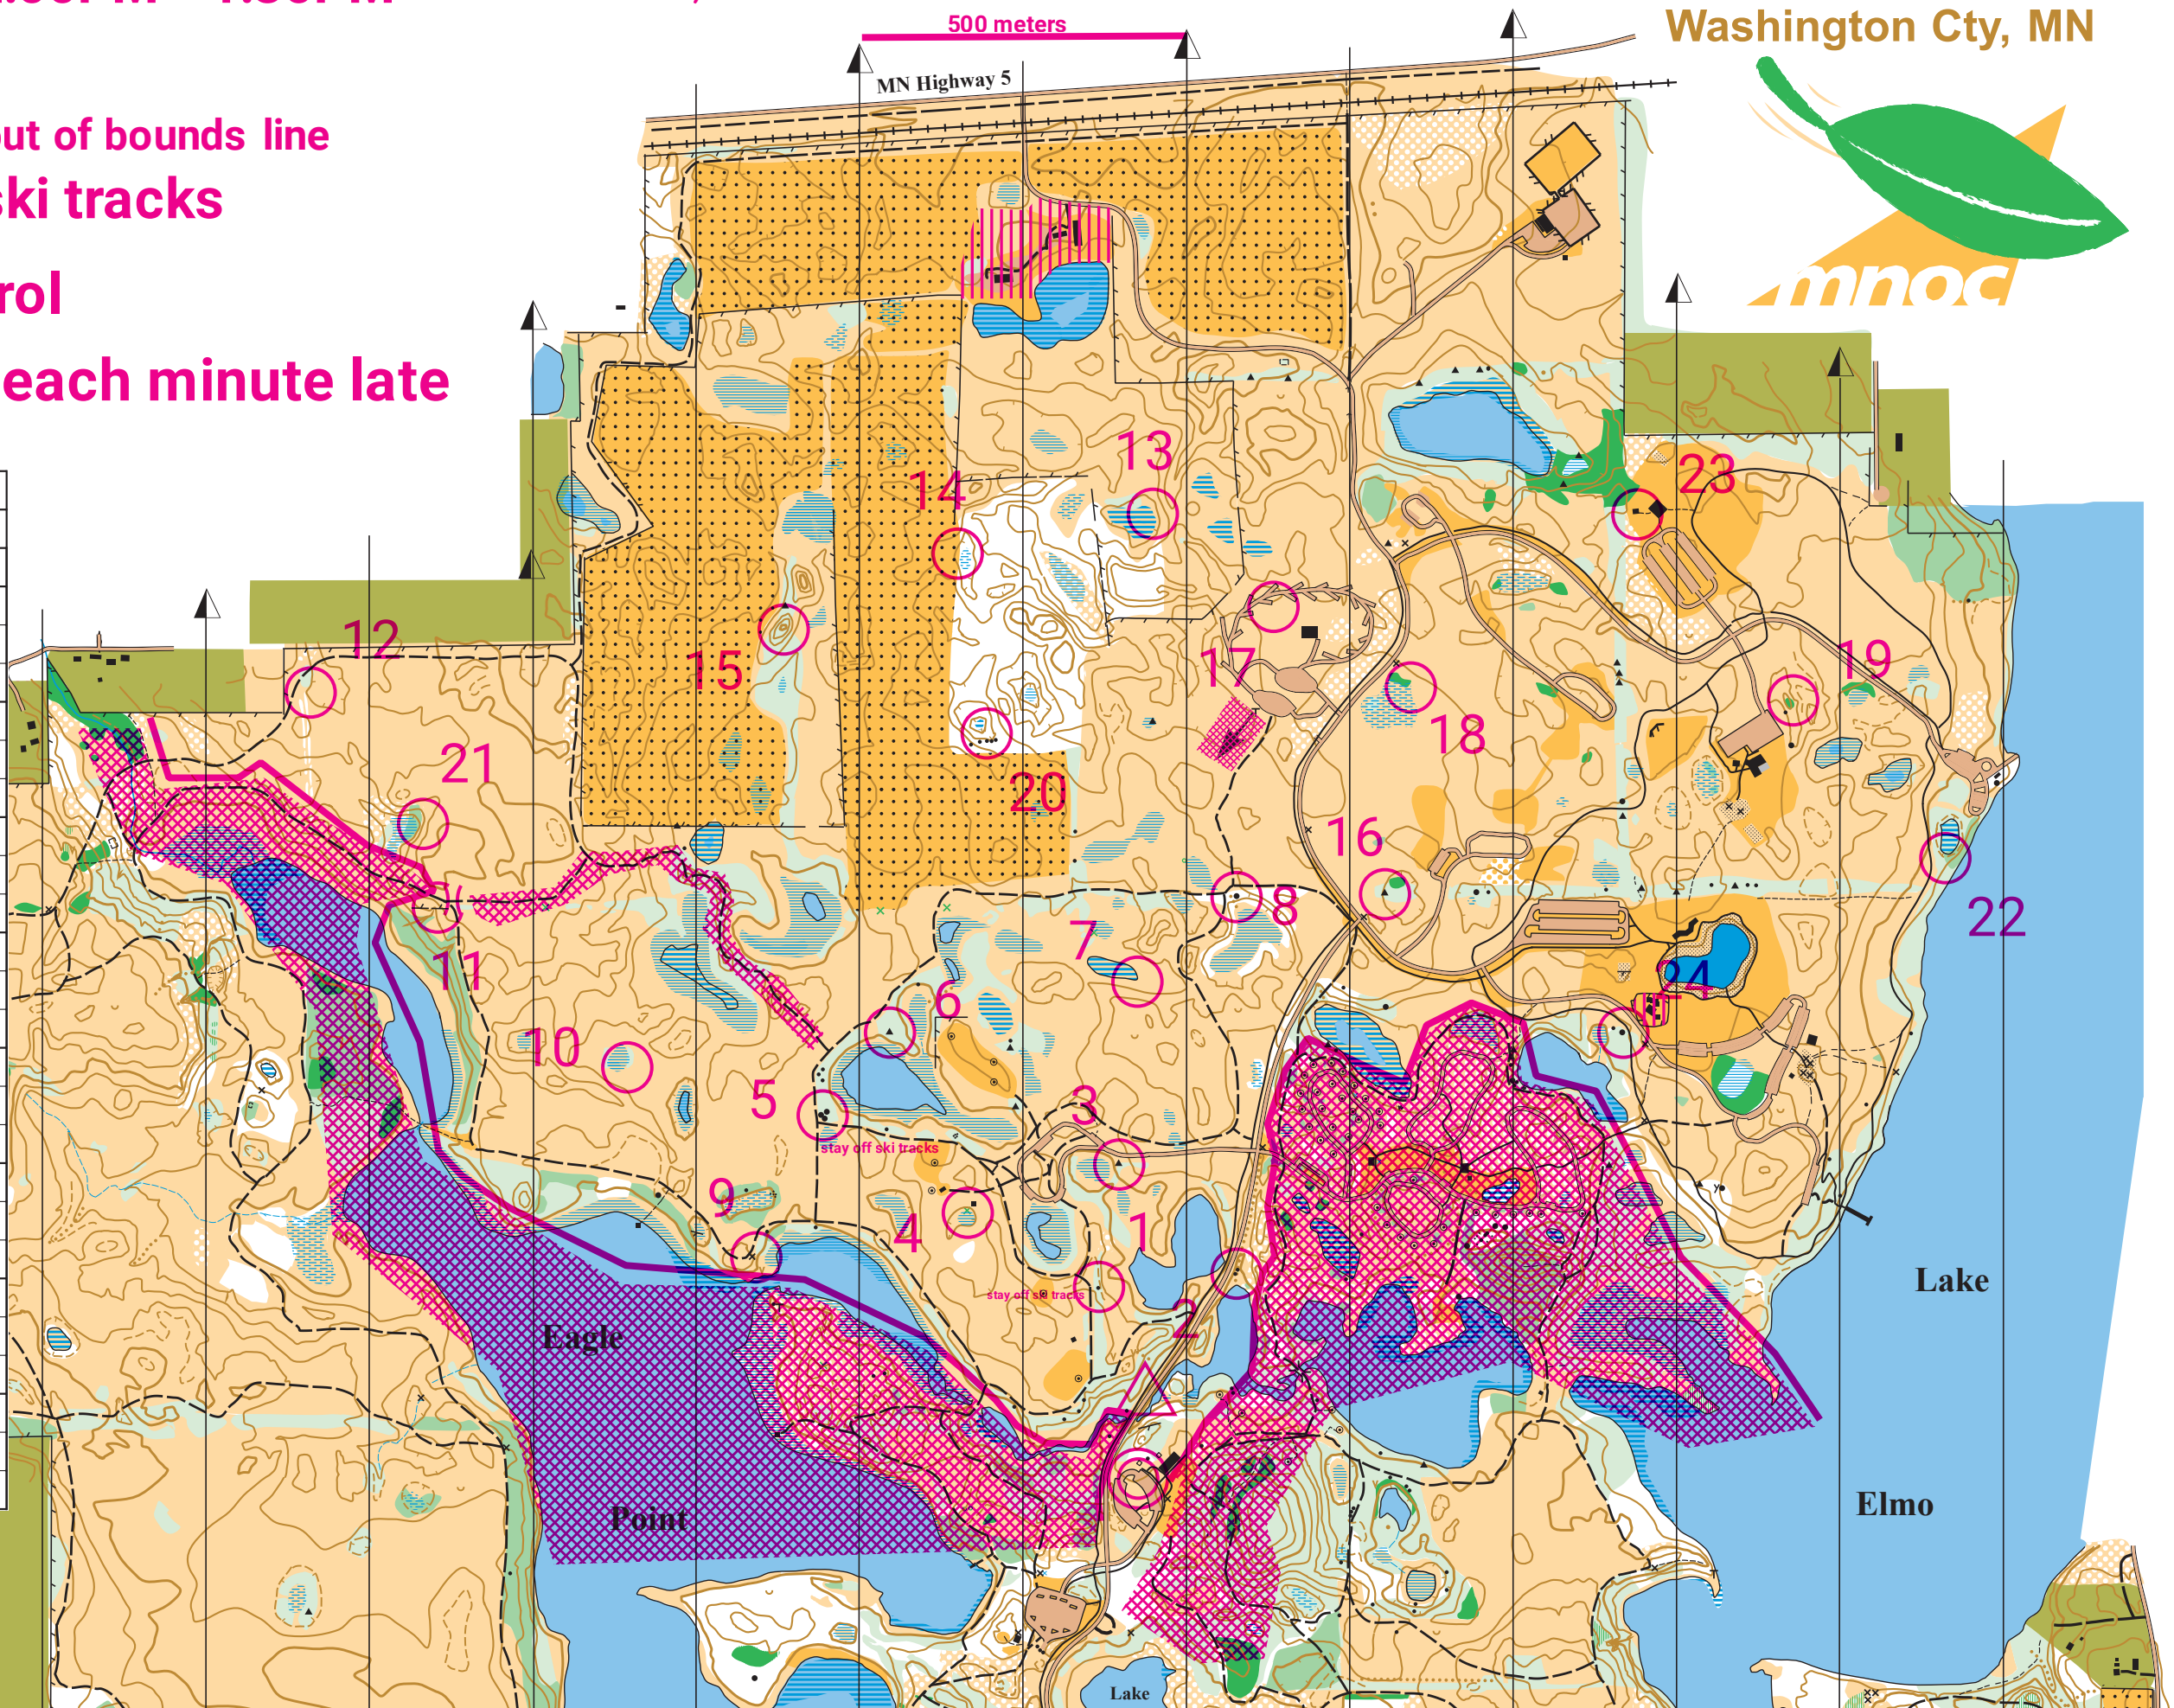 500 meters
Washington Cty, MN
MN Highway 5
out of bounds line
ski tracks
each minute late
mnoc
13
14
23
12
15
17
19
18
21
20
16
22
8
7
11
24
6
10
5
3
stay off ski tracks
9
4
1
stay off ski tracks
2
Lake
Eagle
Elmo
Point
Lake